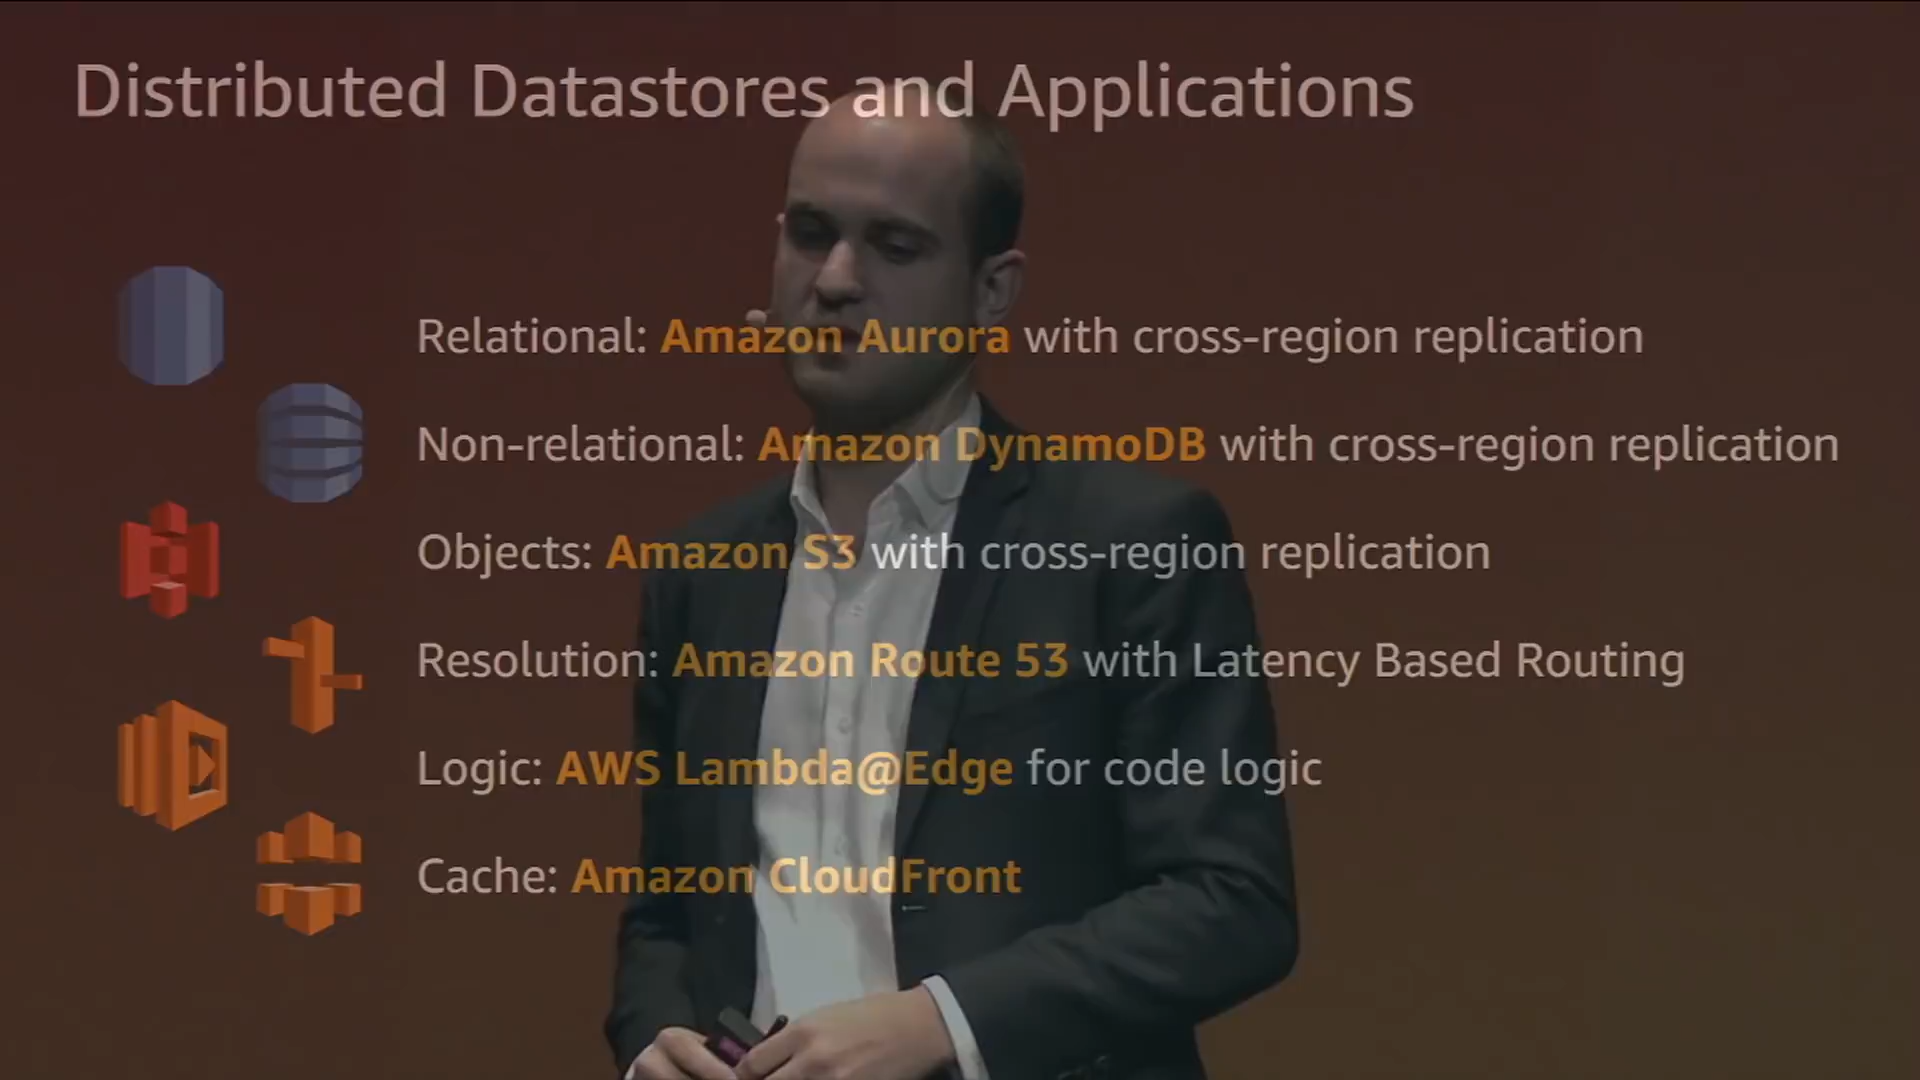 Distributed Datastores and Applications
Relational: Amazon Aurora with cross-region replication
Non-relational: Amazon DynamoDB with cross-region replication
Objects: Amazon S3 with cross-region replication
Resolution: Amazon Route 53 with Latency Based Routing
Logic: AWS Lambda@Edge for code logic
Cache: Amazon CloudFront